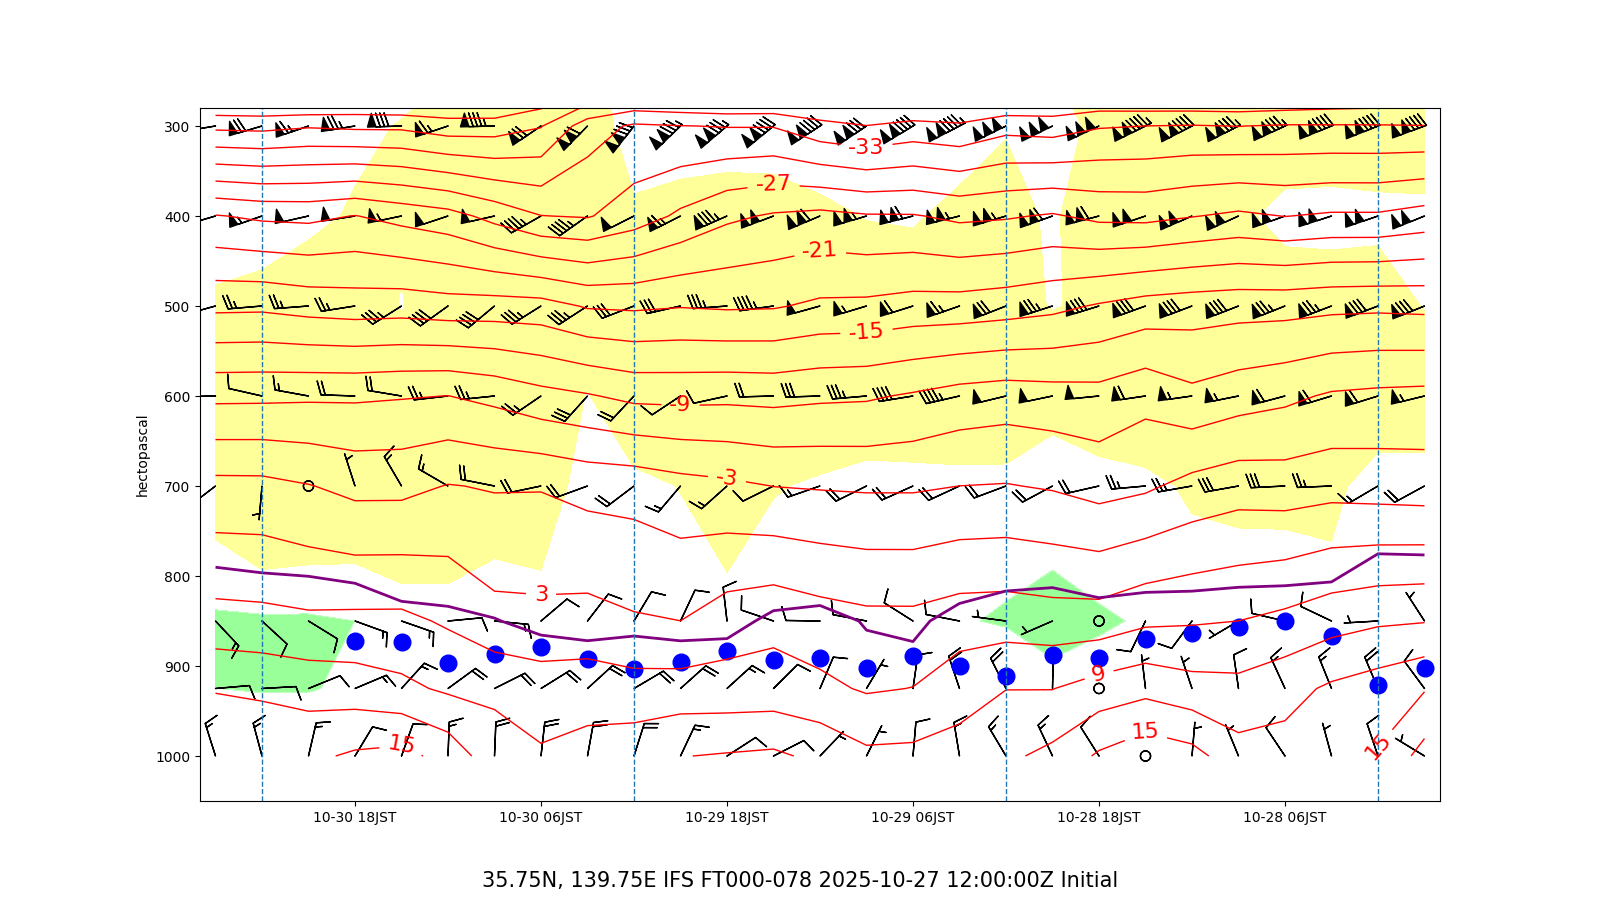 300
400
500
600
700
800
900
1000
hectopascal
-33
-27
-21
-15
-9
-3
3
9
15
15
15
10-30 18JST
10-30 06JST
10-29 18JST
10-29 06JST
10-28 18JST
10-28 06JST
35.75N, 139.75E IFS FT000-078 2025-10-27 12:00:00Z Initial